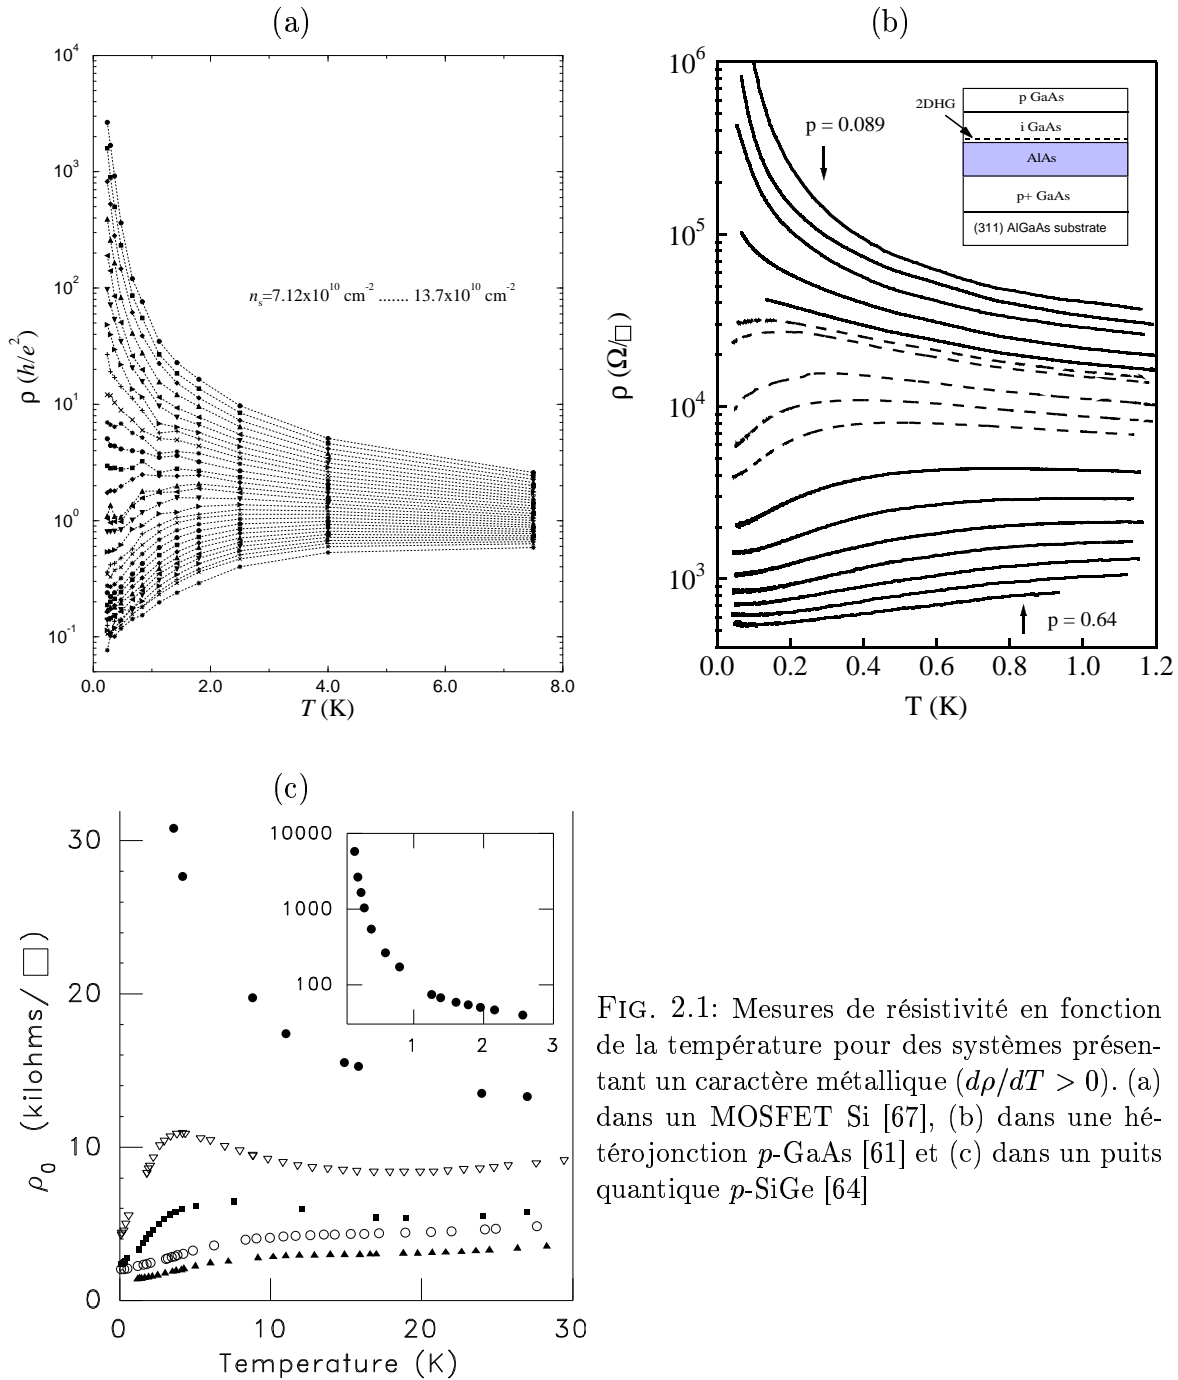 (a)
10^4
10^3
10^2
10^1
10^0
10^-1
ρ (h/e^2)
n_s=7.12x10^10 cm^-2 ....... 13.7x10^10 cm^-2
0.0 2.0 4.0 6.0 8.0
T (K)
(b)
10^6
10^5
10^4
10^3
ρ (Ω/□)
p = 0.089
2DHG
p GaAs
i GaAs
AlAs
p+ GaAs
(311) AlGaAs substrate
p = 0.64
0.0 0.2 0.4 0.6 0.8 1.0 1.2
T (K)
(c)
30
20
10
0
ρ_0 (kilohms/ □)
10000
1000
100
1 2 3
0 10 20 30
Temperature (K)
FIG. 2.1: Mesures de résistivité en fonction
de la température pour des systèmes présen-
tant un caractère métallique (dρ/dT > 0). (a)
dans un MOSFET Si [67], (b) dans une hé-
térojonction p-GaAs [61] et (c) dans un puits
quantique p-SiGe [64]